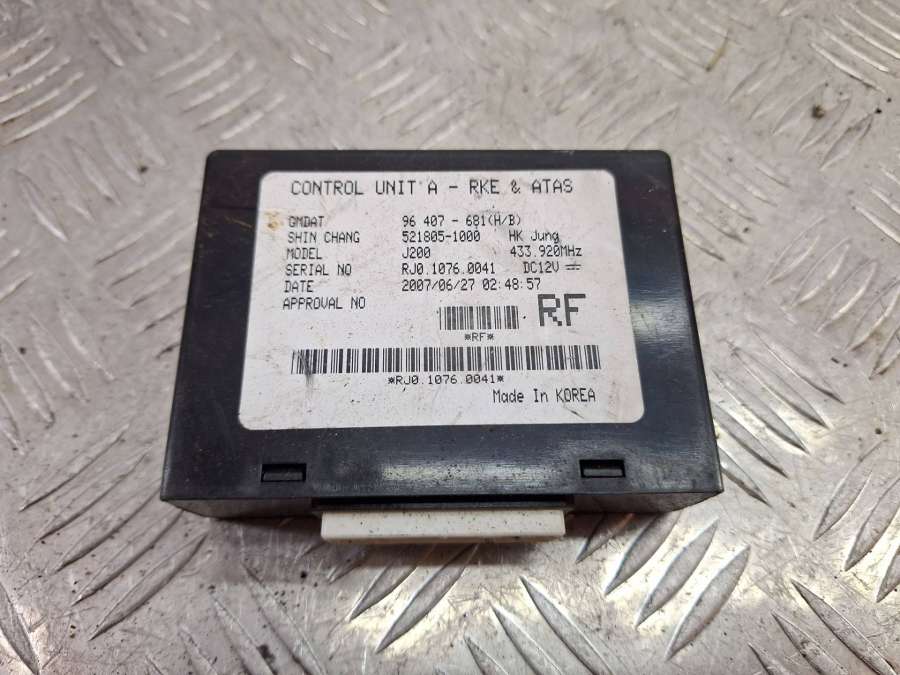 CONTROL UNIT A - RKE & ATAS
GMDAT 96 407 - 681(H/B)
SHIN CHANG 521805-1000 HK Jung
MODEL J200 433.920MHz
SERIAL NO RJ0.1076.0041 DC12V ⎓
DATE 2007/06/27 02:48:57
APPROVAL NO
RF
*RF*
*RJ0.1076.0041*
Made In KOREA